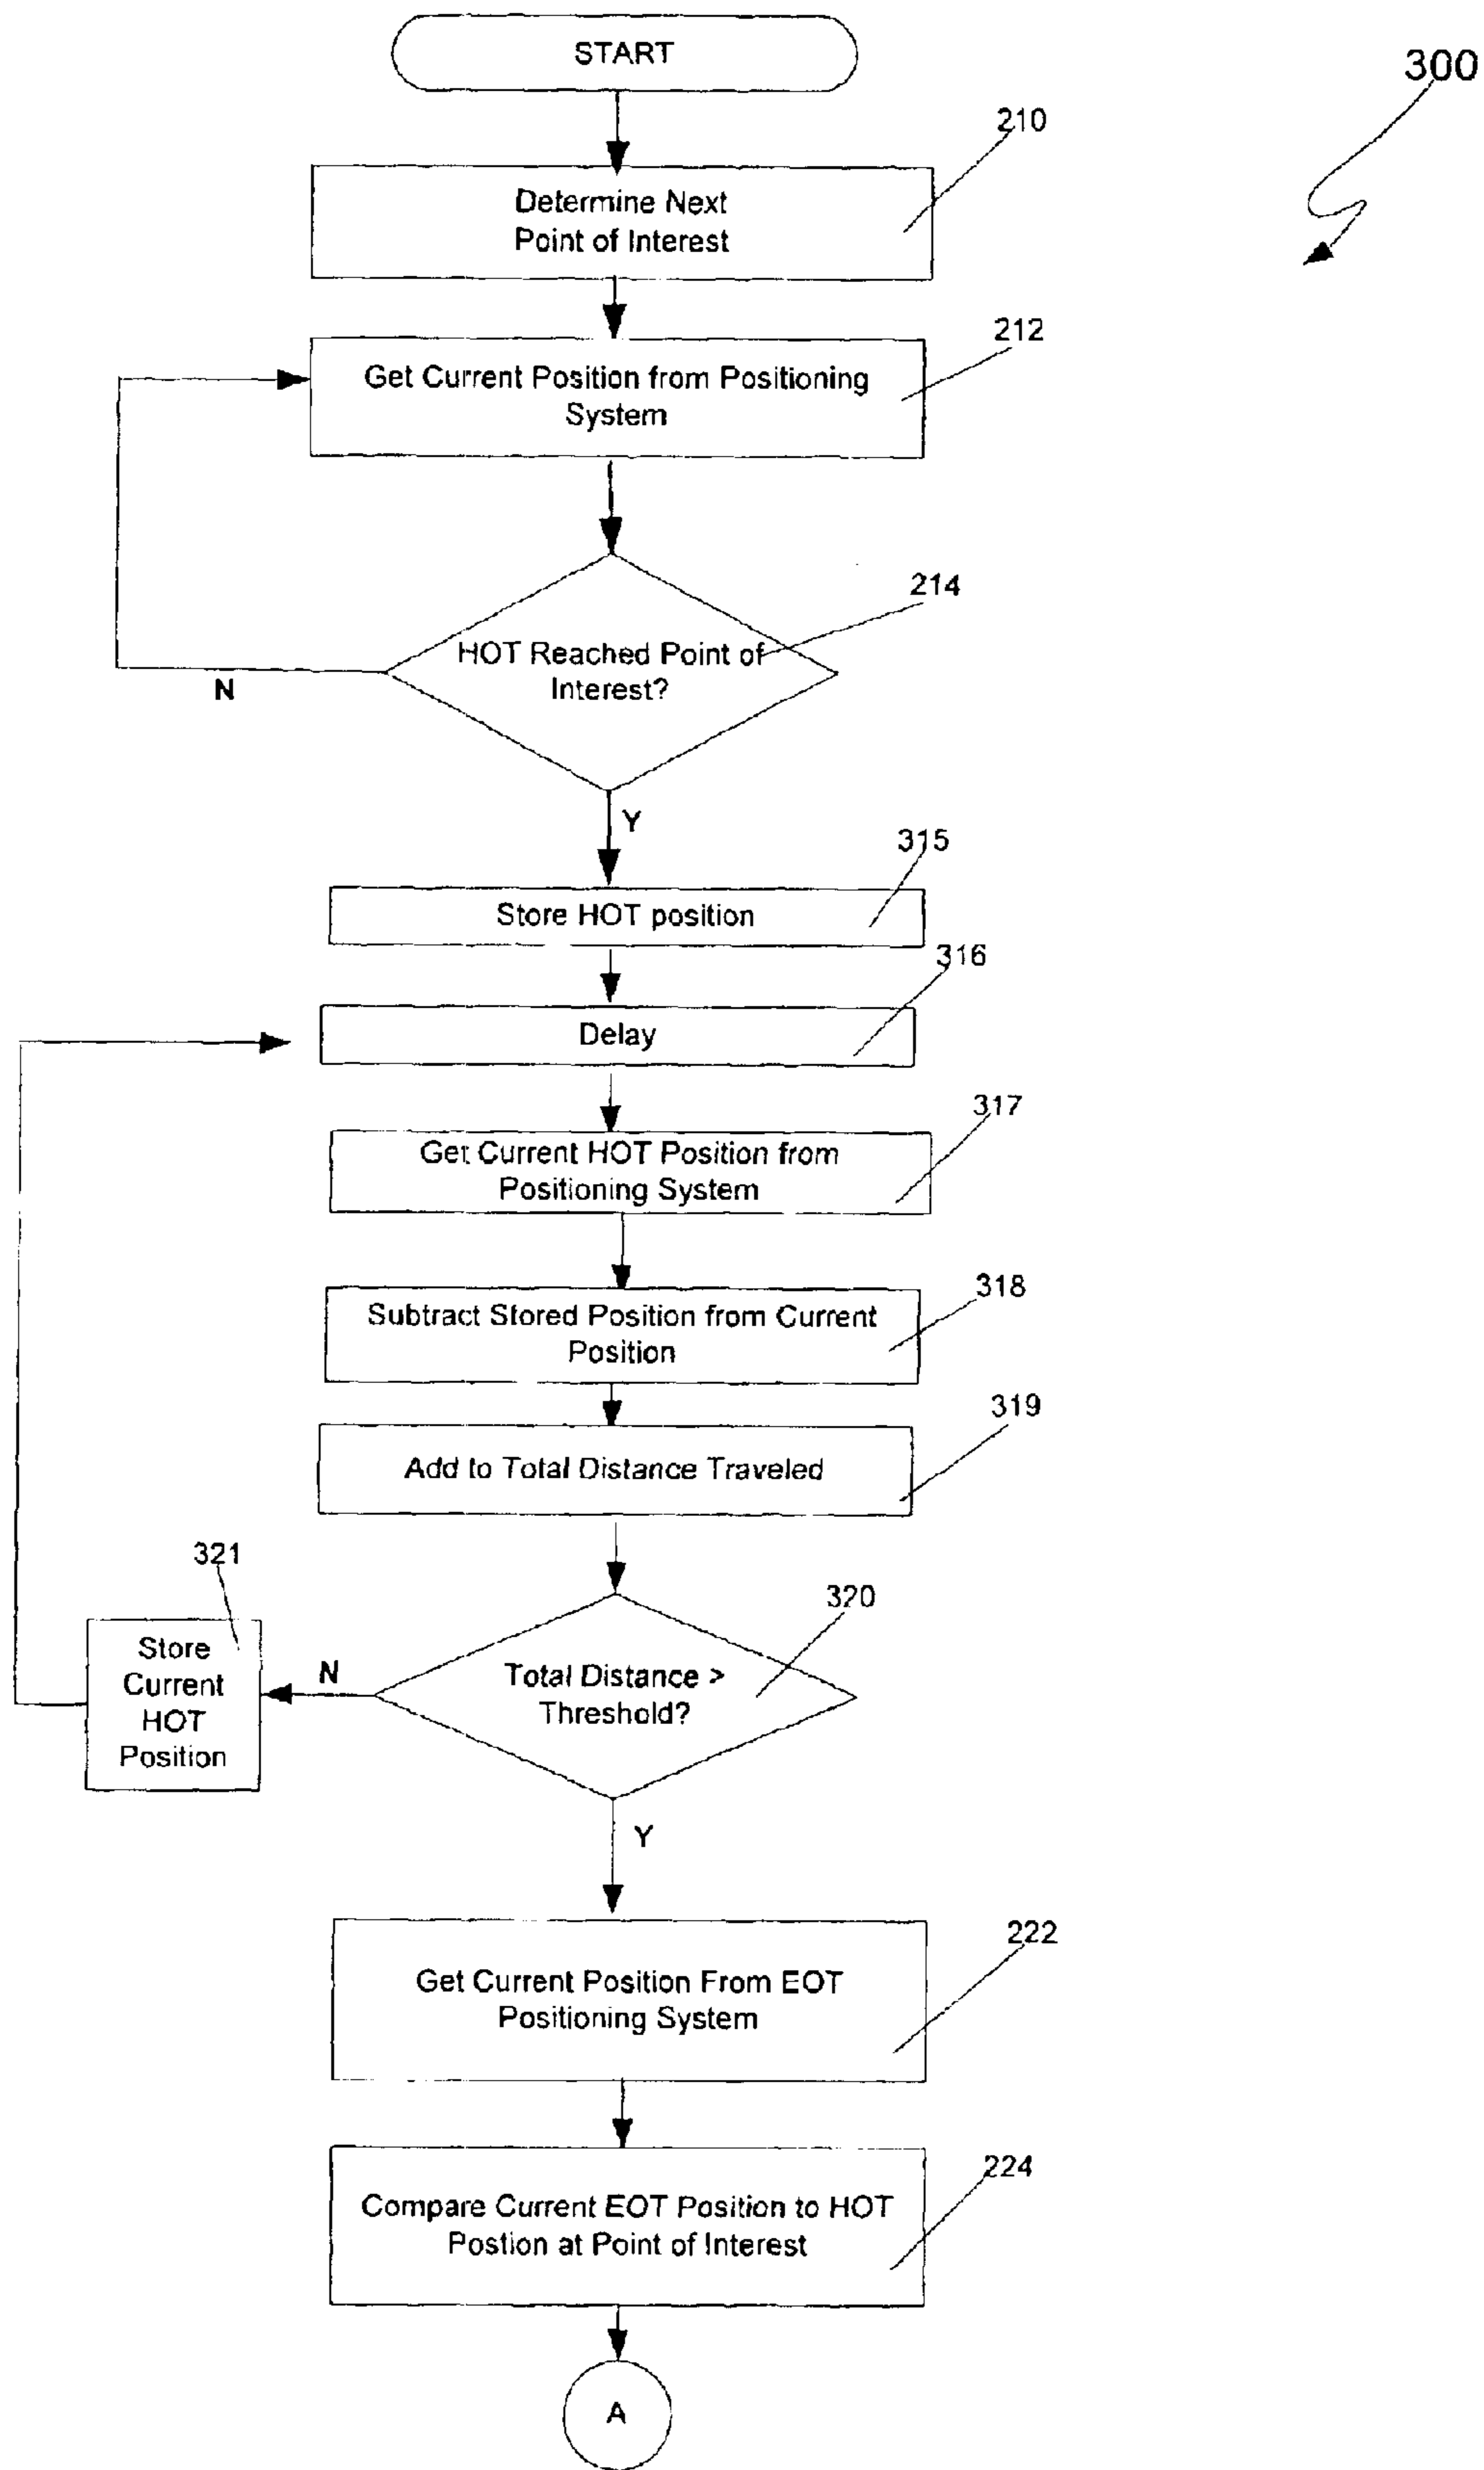 START
300
210
Determine Next
Point of Interest
212
Get Current Position from Positioning
System
214
HOT Reached Point of
Interest?
N
Y
315
Store HOT position
316
Delay
317
Get Current HOT Position from
Positioning System
318
Subtract Stored Position from Current
Position
319
Add to Total Distance Traveled
321
320
Store
Current
HOT
Position
N
Total Distance >
Threshold?
Y
222
Get Current Position From EOT
Positioning System
224
Compare Current EOT Position to HOT
Postion at Point of Interest
A